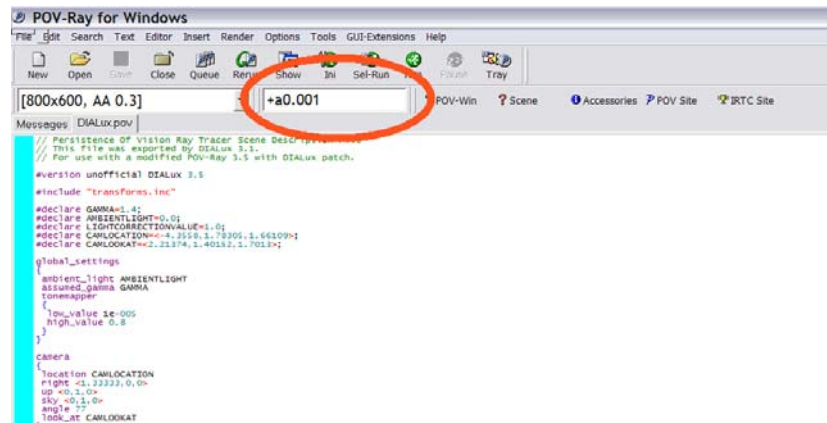 POV-Ray for Windows
File Edit Search Text Editor Insert Render Options Tools GUI-Extensions Help
New Open Save Close Queue Rerun Show Ini Sel-Run Pause Tray
[800x600, AA 0.3] +a0.001 POV-Win ? Scene Accessories POV Site IRTC Site
Messages DIALux.pov
// Persistence Of Vision Ray Tracer Scene
// This file was exported by DIALux 3.1.
// For use with a modified POV-Ray 3.5 with DIALux patch.
#version unofficial DIALux 3.5
#include "transforms.inc"
#declare GAMMA=1.4;
#declare AMBIENTLIGHT=0.0;
#declare LIGHTCORRECTIONVALUE=1.0;
#declare CAMLOCATION=<-4.3558,1.78305,1.66109>;
#declare CAMLOOKAT=<2.21374,1.40152,1.7013>;
global_settings
{
ambient_light AMBIENTLIGHT
assumed_gamma GAMMA
tonemapper
{
low_value 1e-005
high_value 0.8
}
}
camera
{
location CAMLOCATION
right <1.33333,0,0>
up <0,1,0>
sky <0,1,0>
angle 77
look_at CAMLOOKAT